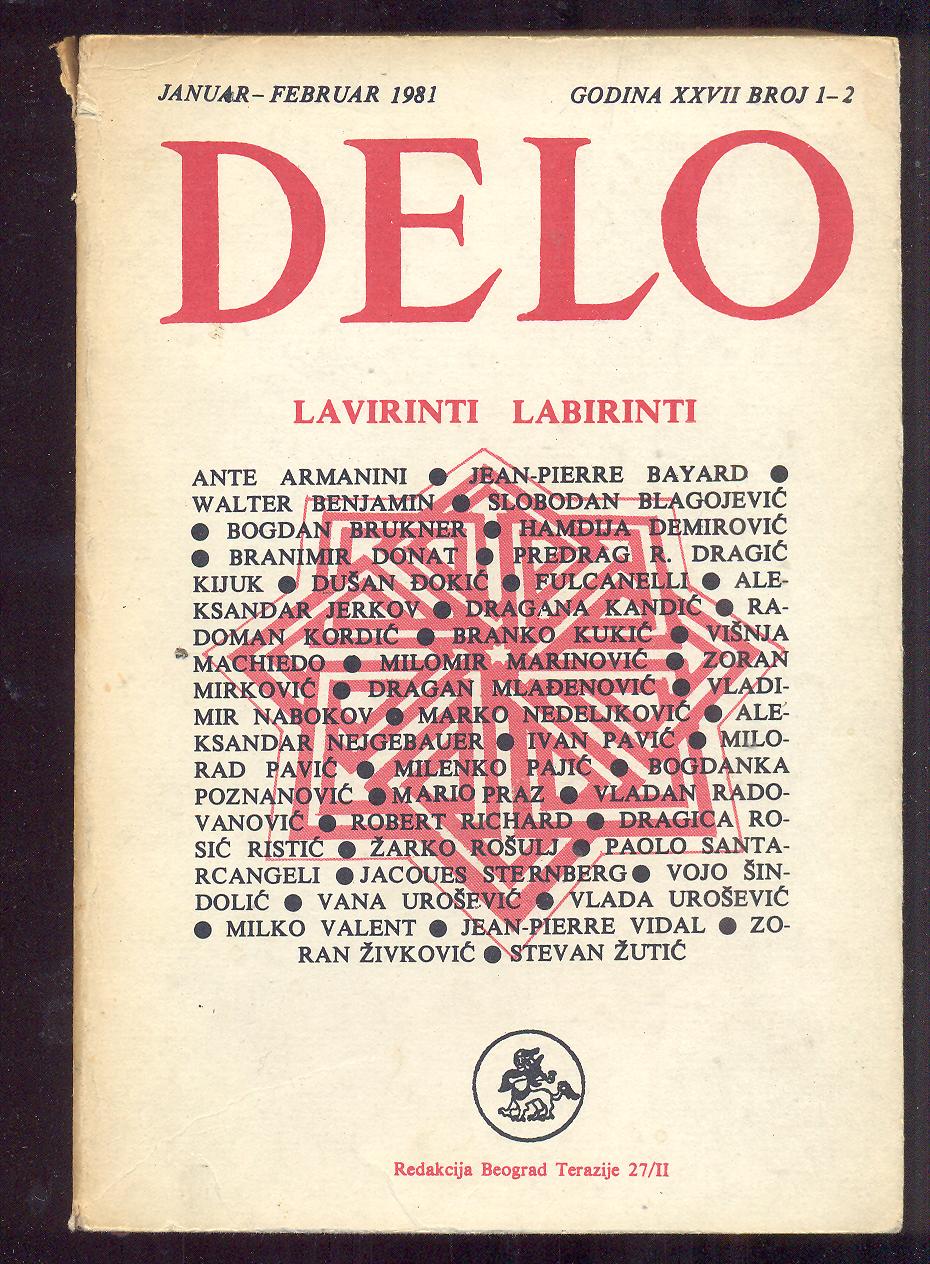 JANUAR–FEBRUAR 1981 GODINA XXVII BROJ 1–2
DELO
LAVIRINTI LABIRINTI
ANTE ARMANINI ● JEAN-PIERRE BAYARD ●
WALTER BENJAMIN ● SLOBODAN BLAGOJEVIĆ
● BOGDAN BRUKNER ● HAMDIJA DEMIROVIĆ
● BRANIMIR DONAT ● PREDRAG R. DRAGIĆ
KIJUK ● DUŠAN ĐOKIĆ ● FULCANELLI ● ALE-
KSANDAR JERKOV ● DRAGANA KANDIĆ ● RA-
DOMAN KORDIĆ ● BRANKO KUKIĆ ● VIŠNJA
MACHIEDO ● MILOMIR MARINOVIĆ ● ZORAN
MIRKOVIĆ ● DRAGAN MLAĐENOVIĆ ● VLADI-
MIR NABOKOV ● MARKO NEDELJKOVIĆ ● ALE-
KSANDAR NEJGEBAUER ● IVAN PAVIĆ ● MILO-
RAD PAVIĆ ● MILENKO PAJIĆ ● BOGDANKA
POZNANOVIĆ ● MARIO PRAZ ● VLADAN RADO-
VANOVIĆ ● ROBERT RICHARD ● DRAGICA RO-
SIĆ RISTIĆ ● ŽARKO ROŠULJ ● PAOLO SANTA-
RCANGELI ● JACOUES STERNBERG ● VOJO ŠIN-
DOLIĆ ● VANA UROŠEVIĆ ● VLADA UROŠEVIĆ
● MILKO VALENT ● JEAN-PIERRE VIDAL ● ZO-
RAN ŽIVKOVIĆ ● STEVAN ŽUTIĆ
Redakcija Beograd Terazije 27/II